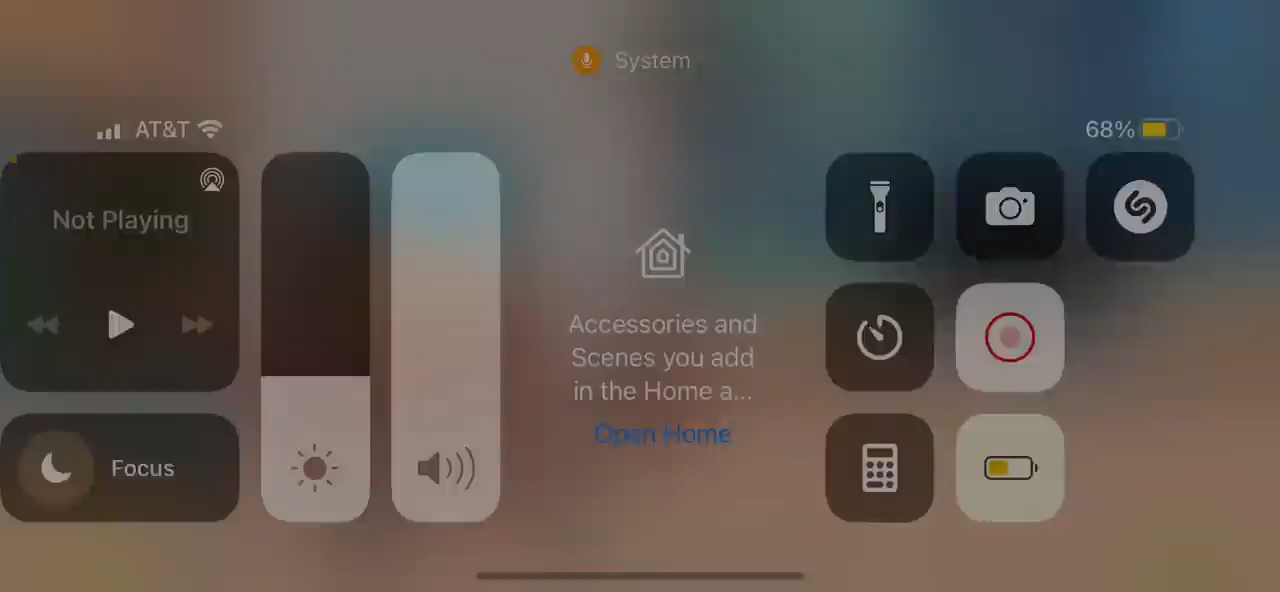 System
AT&T
68%
Not Playing
Accessories and
Scenes you add
in the Home a...
Open Home
Focus